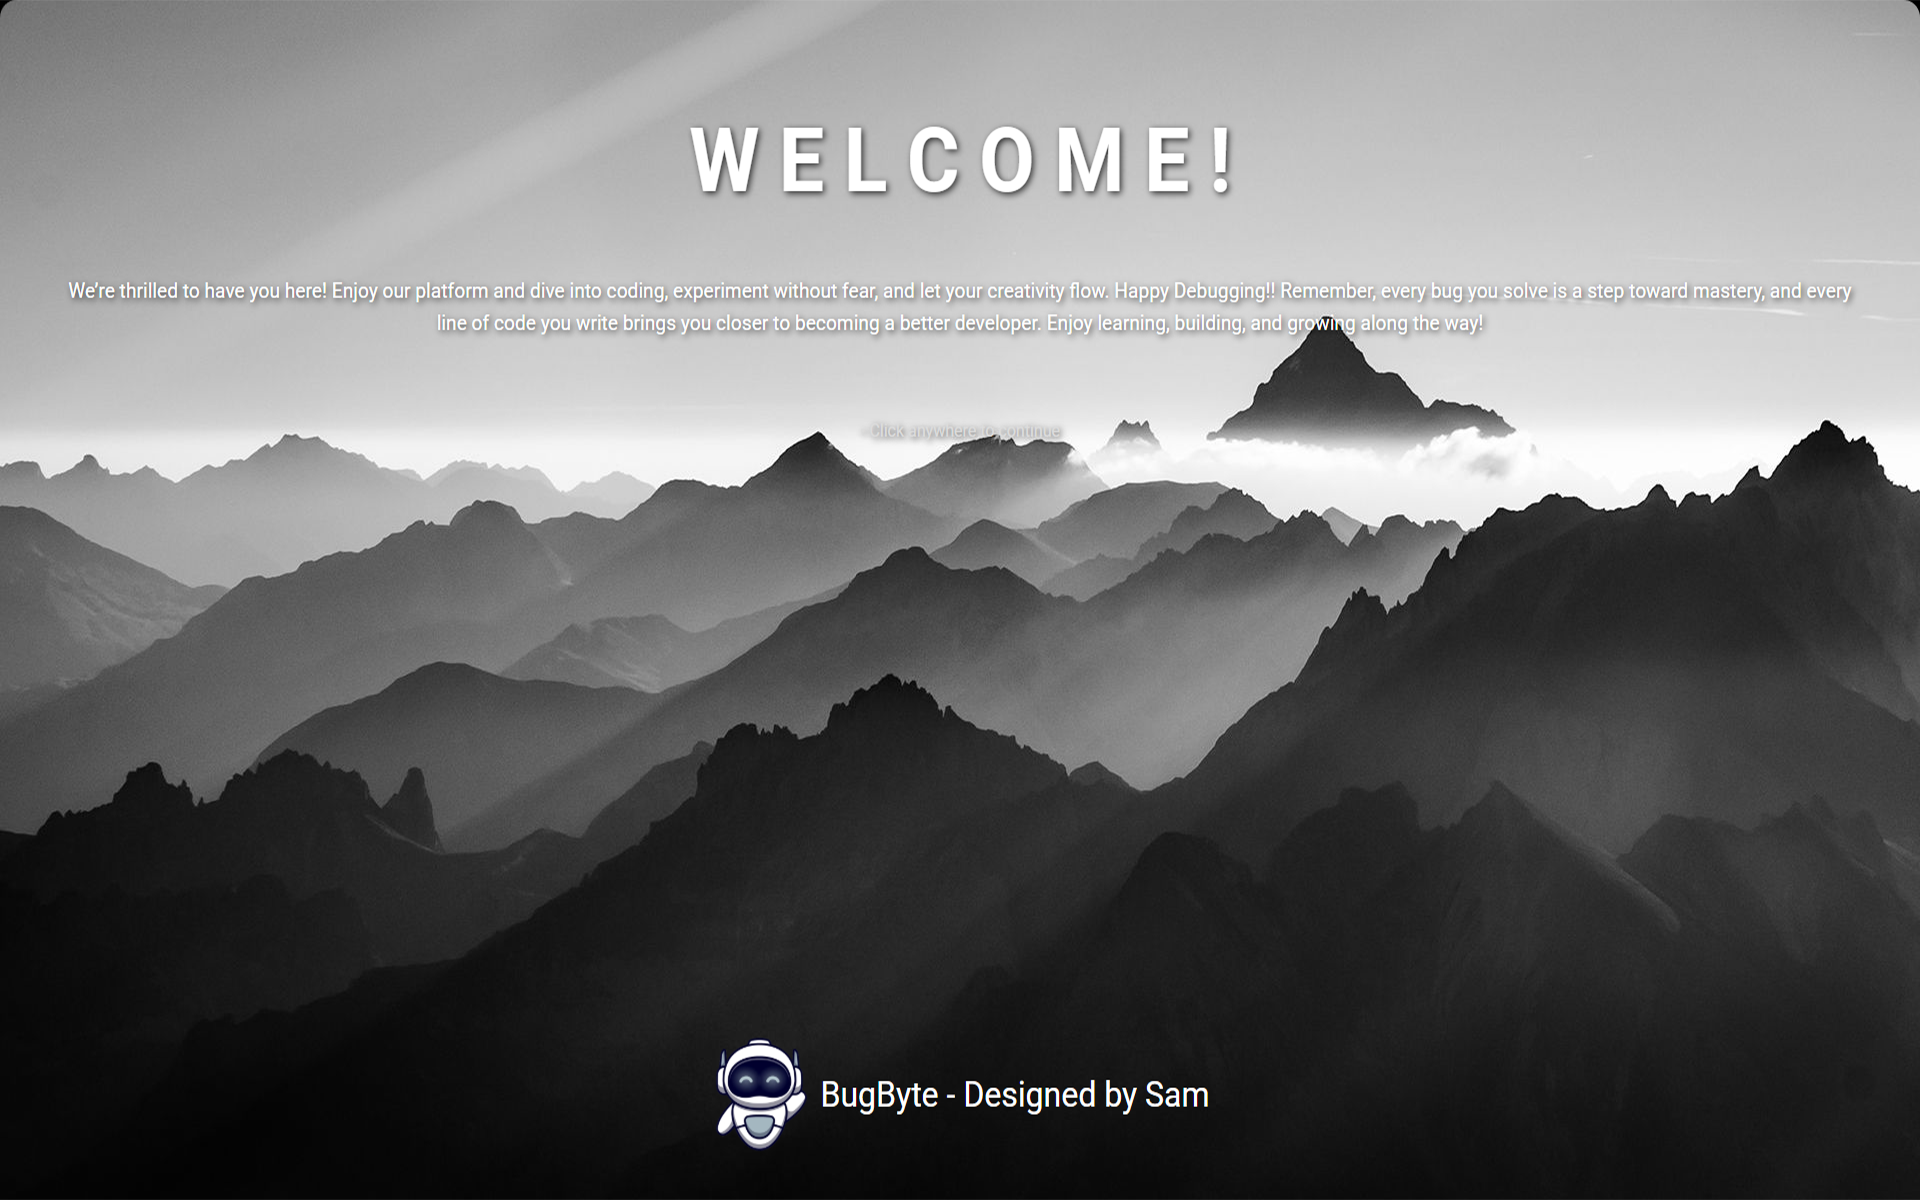 WELCOME!
We’re thrilled to have you here! Enjoy our platform and dive into coding, experiment without fear, and let your creativity flow. Happy Debugging!! Remember, every bug you solve is a step toward mastery, and every
line of code you write brings you closer to becoming a better developer. Enjoy learning, building, and growing along the way!
- Click anywhere to continue
BugByte - Designed by Sam